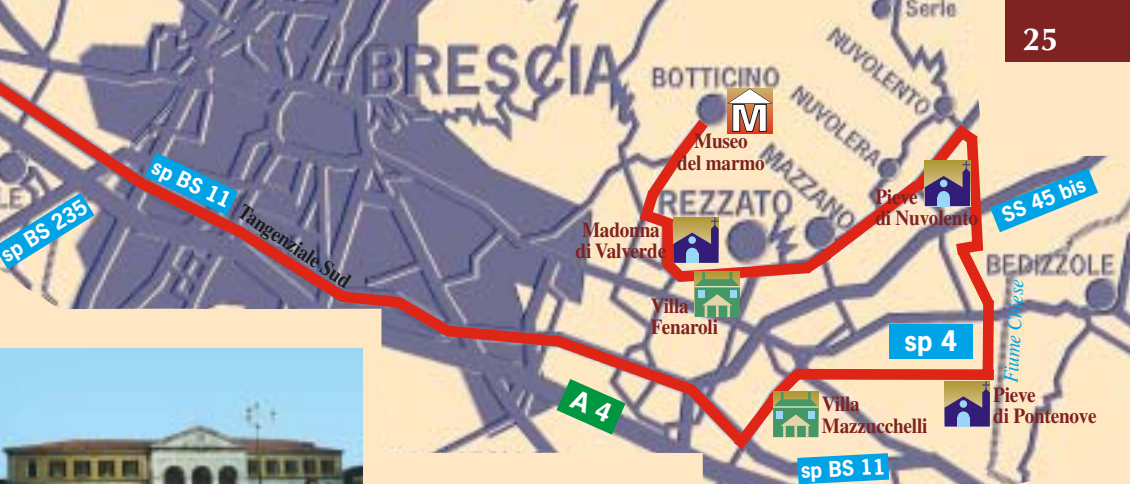 Serle
25
NUVOLENTO
BRESCIA
BOTTICINO
M
NUVOLERA
Museo
del marmo
MAZZANO
sp BS 11
REZZATO
Pieve
di Nuvolento
SS 45 bis
LE
sp BS 235
Tangenziale Sud
Madonna
di Valverde
BEDIZZOLE
Villa
Fenaroli
Fiume Chiese
sp 4
A 4
Villa
Mazzucchelli
Pieve
di Pontenove
sp BS 11